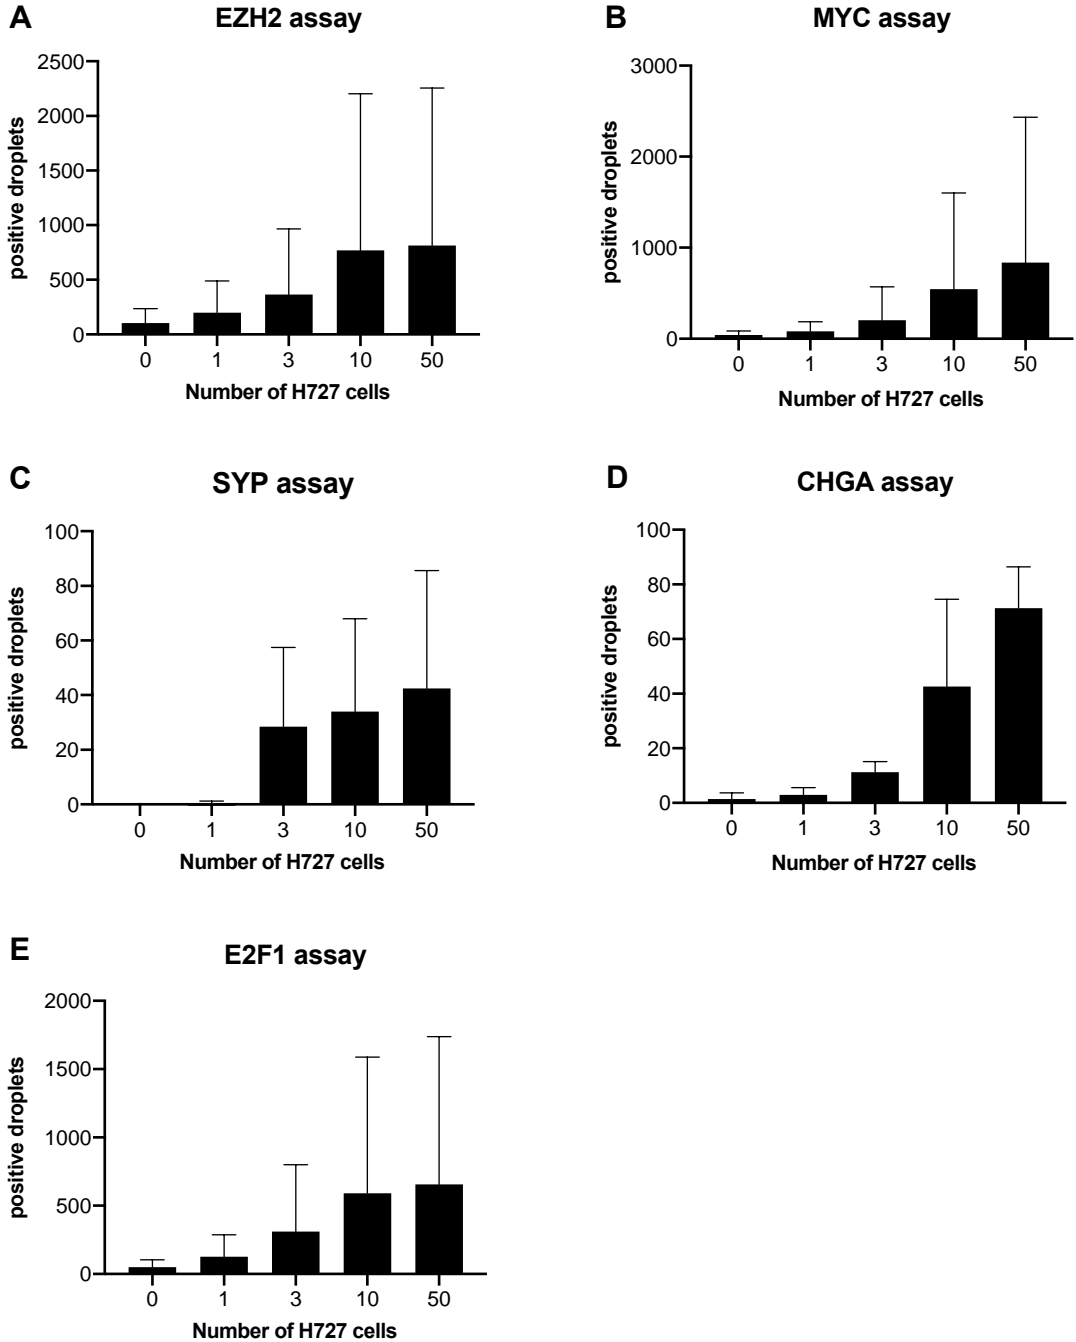 A
EZH2 assay
positive droplets
2500
2000
1500
1000
500
0
0 1 3 10 50
Number of H727 cells
B
MYC assay
positive droplets
3000
2000
1000
0
0 1 3 10 50
Number of H727 cells
C
SYP assay
positive droplets
100
80
60
40
20
0
0 1 3 10 50
Number of H727 cells
D
CHGA assay
positive droplets
100
80
60
40
20
0
0 1 3 10 50
Number of H727 cells
E
E2F1 assay
positive droplets
2000
1500
1000
500
0
0 1 3 10 50
Number of H727 cells